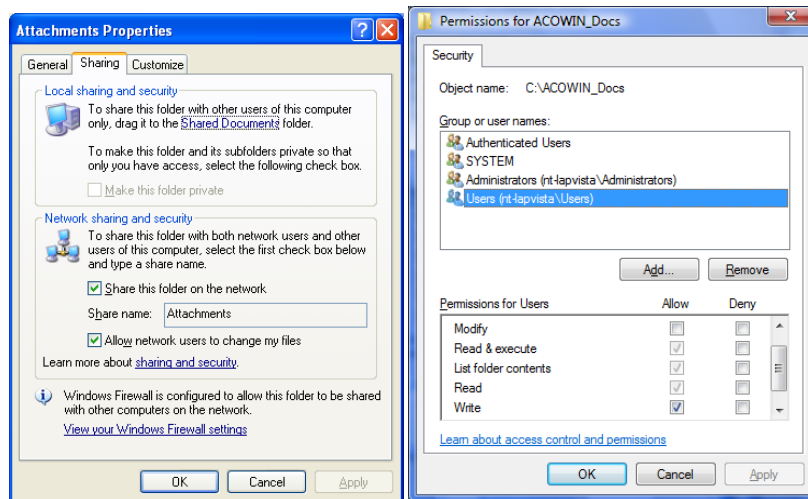 Attachments Properties
General
Sharing
Customize
Local sharing and security
To share this folder with other users of this computer
only, drag it to the Shared Documents folder.
To make this folder and its subfolders private so that
only you have access, select the following check box.
Make this folder private
Network sharing and security
To share this folder with both network users and other
users of this computer, select the first check box below
and type a share name.
Share this folder on the network
Share name: Attachments
Allow network users to change my files
Learn more about sharing and security.
Windows Firewall is configured to allow this folder to be shared
with other computers on the network.
View your Windows Firewall settings
OK Cancel Apply
Permissions for ACOWIN_Docs
Security
Object name: C:\ACOWIN_Docs
Group or user names:
Authenticated Users
SYSTEM
Administrators (nt-lapvista\Administrators)
Users (nt-lapvista\Users)
Add... Remove
Permissions for Users Allow Deny
Modify
Read & execute
List folder contents
Read
Write
Learn about access control and permissions
OK Cancel Apply